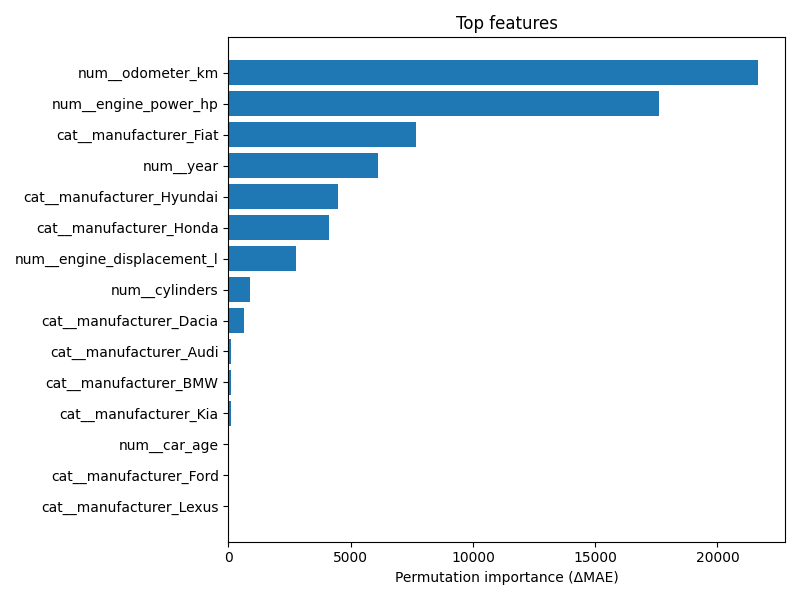 Top features
num__odometer_km
num__engine_power_hp
cat__manufacturer_Fiat
num__year
cat__manufacturer_Hyundai
cat__manufacturer_Honda
num__engine_displacement_l
num__cylinders
cat__manufacturer_Dacia
cat__manufacturer_Audi
cat__manufacturer_BMW
cat__manufacturer_Kia
num__car_age
cat__manufacturer_Ford
cat__manufacturer_Lexus
0 5000 10000 15000 20000
Permutation importance (ΔMAE)